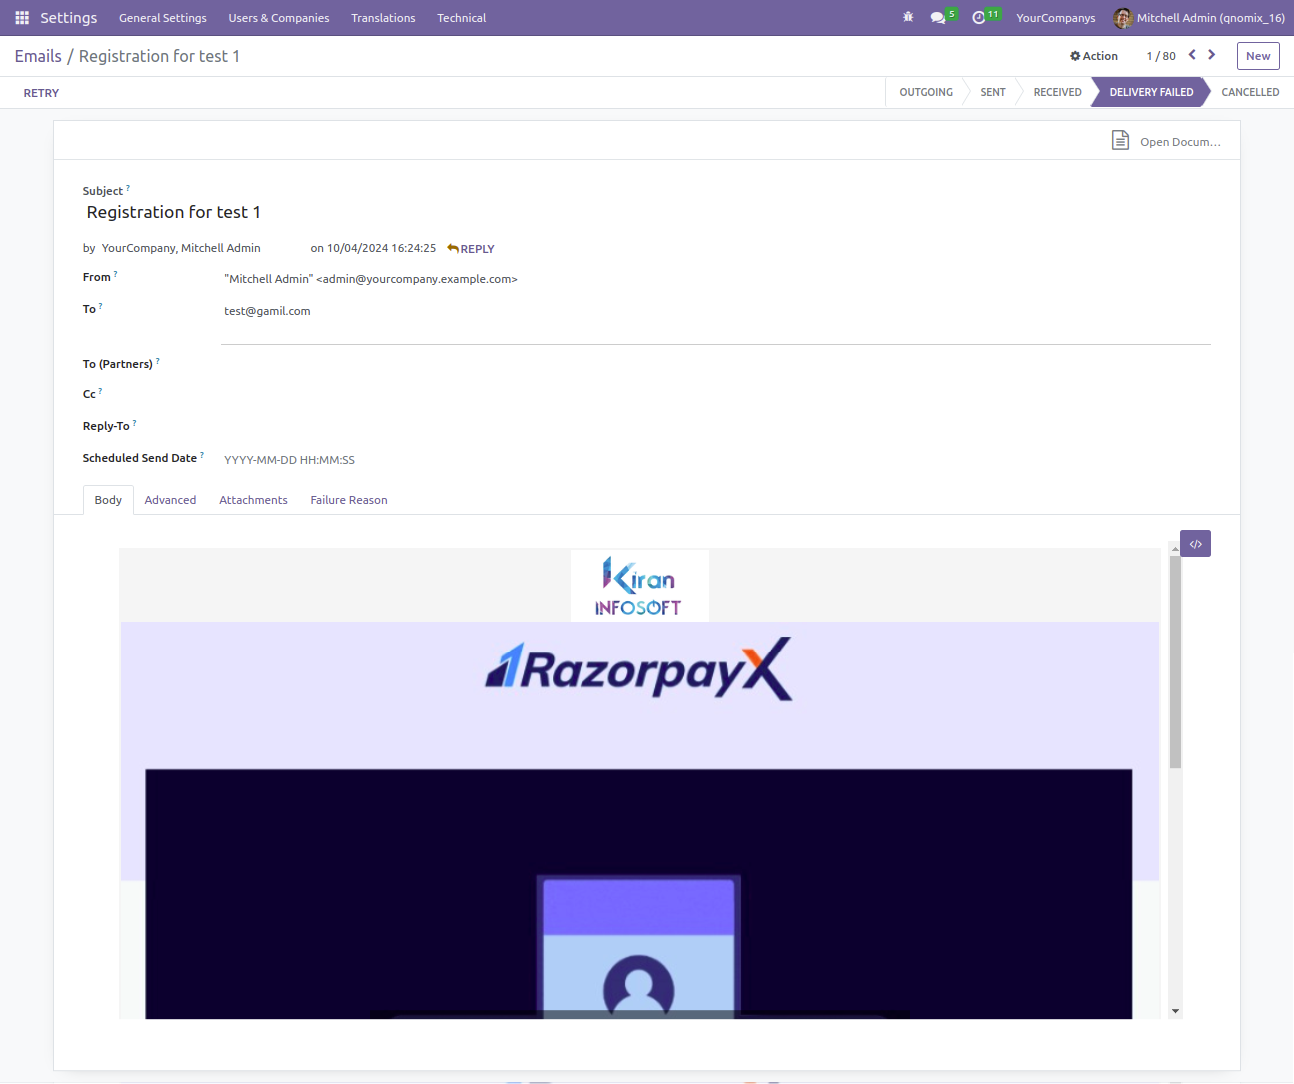 Settings General Settings Users & Companies Translations Technical 5 11 YourCompanys Mitchell Admin (qnomix_16)
Emails / Registration for test 1 Action 1 / 80 New
RETRY OUTGOING SENT RECEIVED DELIVERY FAILED CANCELLED
Open Docum...
Subject ?
Registration for test 1
by YourCompany, Mitchell Admin on 10/04/2024 16:24:25 REPLY
From ? "Mitchell Admin" <admin@yourcompany.example.com>
To ? test@gamil.com
To (Partners) ?
Cc ?
Reply-To ?
Scheduled Send Date ? YYYY-MM-DD HH:MM:SS
Body Advanced Attachments Failure Reason
</>
Kiran
INFOSOFT
RazorpayX